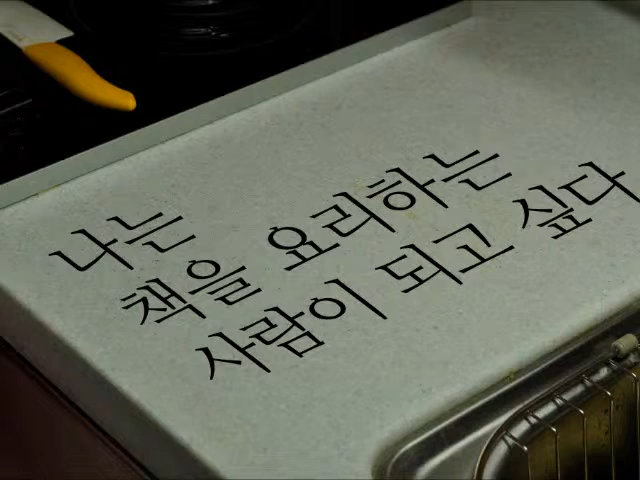 나는
책을 요리하는
사람이 되고 싶다